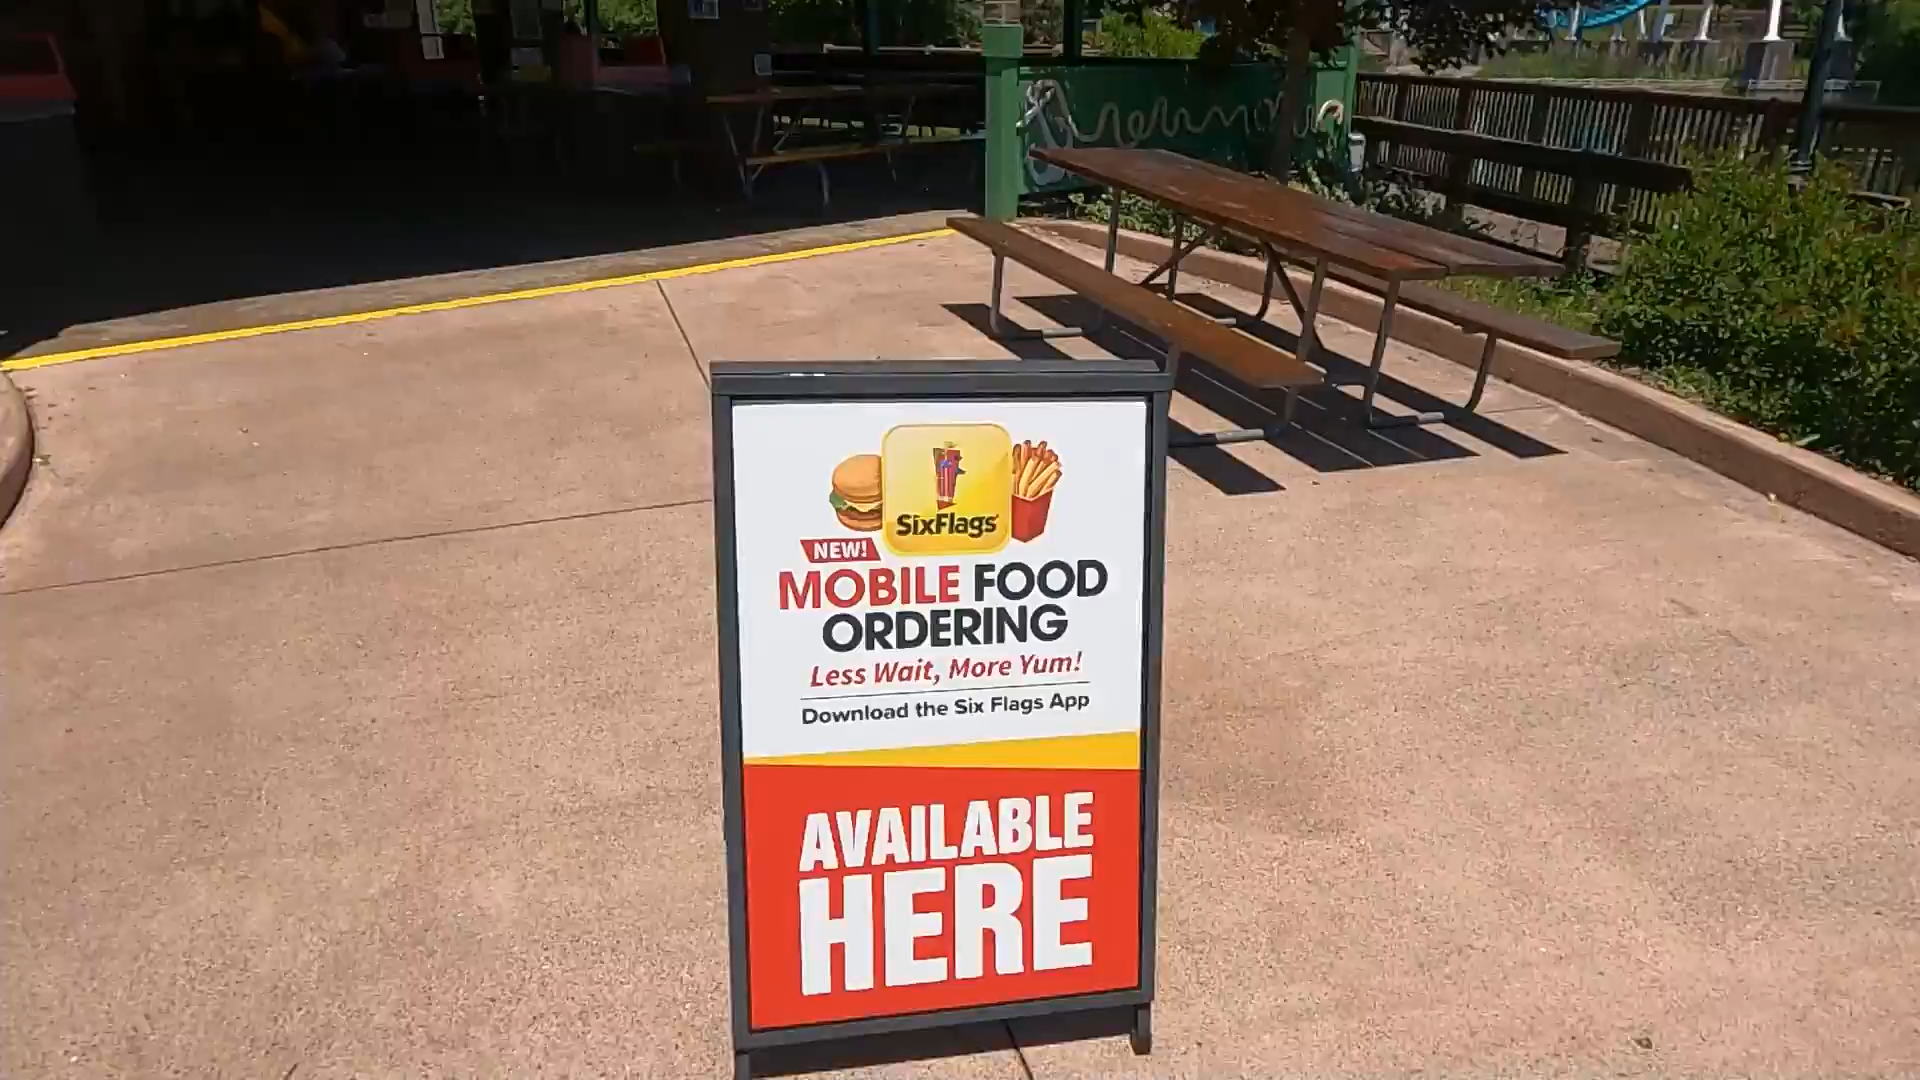 SixFlags
NEW!
MOBILE FOOD
ORDERING
Less Wait, More Yum!
Download the Six Flags App
AVAILABLE
HERE